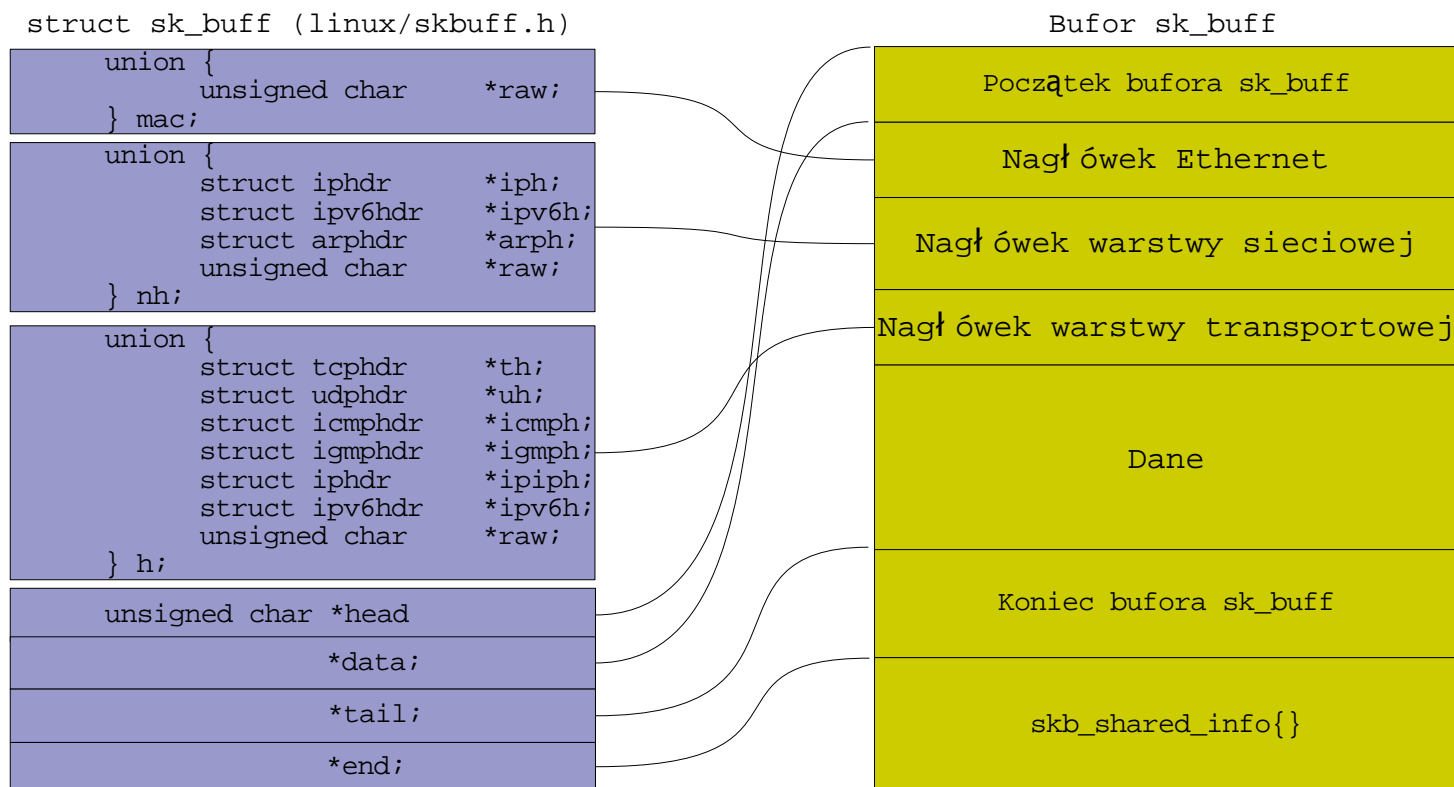 struct sk_buff (linux/skbuff.h)
union {
unsigned char *raw;
} mac;
union {
struct iphdr *iph;
struct ipv6hdr *ipv6h;
struct arphdr *arph;
unsigned char *raw;
} nh;
union {
struct tcphdr *th;
struct udphdr *uh;
struct icmphdr *icmph;
struct igmphdr *igmph;
struct iphdr *ipiph;
struct ipv6hdr *ipv6h;
unsigned char *raw;
} h;
unsigned char *head
*data;
*tail;
*end;
Bufor sk_buff
Początek bufora sk_buff
Nagłówek Ethernet
Nagłówek warstwy sieciowej
Nagłówek warstwy transportowej
Dane
Koniec bufora sk_buff
skb_shared_info{}